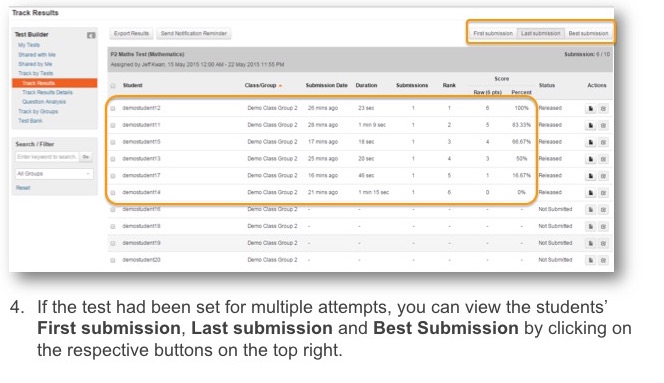 Track Results
Test Builder
My Tests
Shared with Me
Shared by Me
Track by Tests
Track Results
Track Results Details
Question Analysis
Track by Groups
Test Bank
Search / Filter
Enter keyword to search Go
All Groups
Reset
Export Results Send Notification Reminder First submission Last submission Best submission
P2 Maths Test (Mathematics) Submission: 6 / 10
Assigned by Jeff Kwan, 15 May 2015 12:00 AM - 22 May 2015 11:55 PM
Score
Student Class/Group Submission Date Duration Submissions Rank Raw (6 pts) Percent Status Actions
demostudent12 Demo Class Group 2 26 mins ago 23 sec 1 1 6 100% Released
demostudent11 Demo Class Group 2 28 mins ago 1 min 9 sec 1 2 5 83.33% Released
demostudent15 Demo Class Group 2 17 mins ago 18 sec 1 3 4 66.67% Released
demostudent13 Demo Class Group 2 25 mins ago 20 sec 1 4 3 50% Released
demostudent17 Demo Class Group 2 16 mins ago 46 sec 1 5 1 16.67% Released
demostudent14 Demo Class Group 2 21 mins ago 1 min 15 sec 1 6 0 0% Released
demostudent16 Demo Class Group 2 - - - - - - Not Submitted
demostudent18 Demo Class Group 2 - - - - - - Not Submitted
demostudent19 Demo Class Group 2 - - - - - - Not Submitted
demostudent20 Demo Class Group 2 - - - - - - Not Submitted
4. If the test had been set for multiple attempts, you can view the students’
First submission, Last submission and Best Submission by clicking on
the respective buttons on the top right.